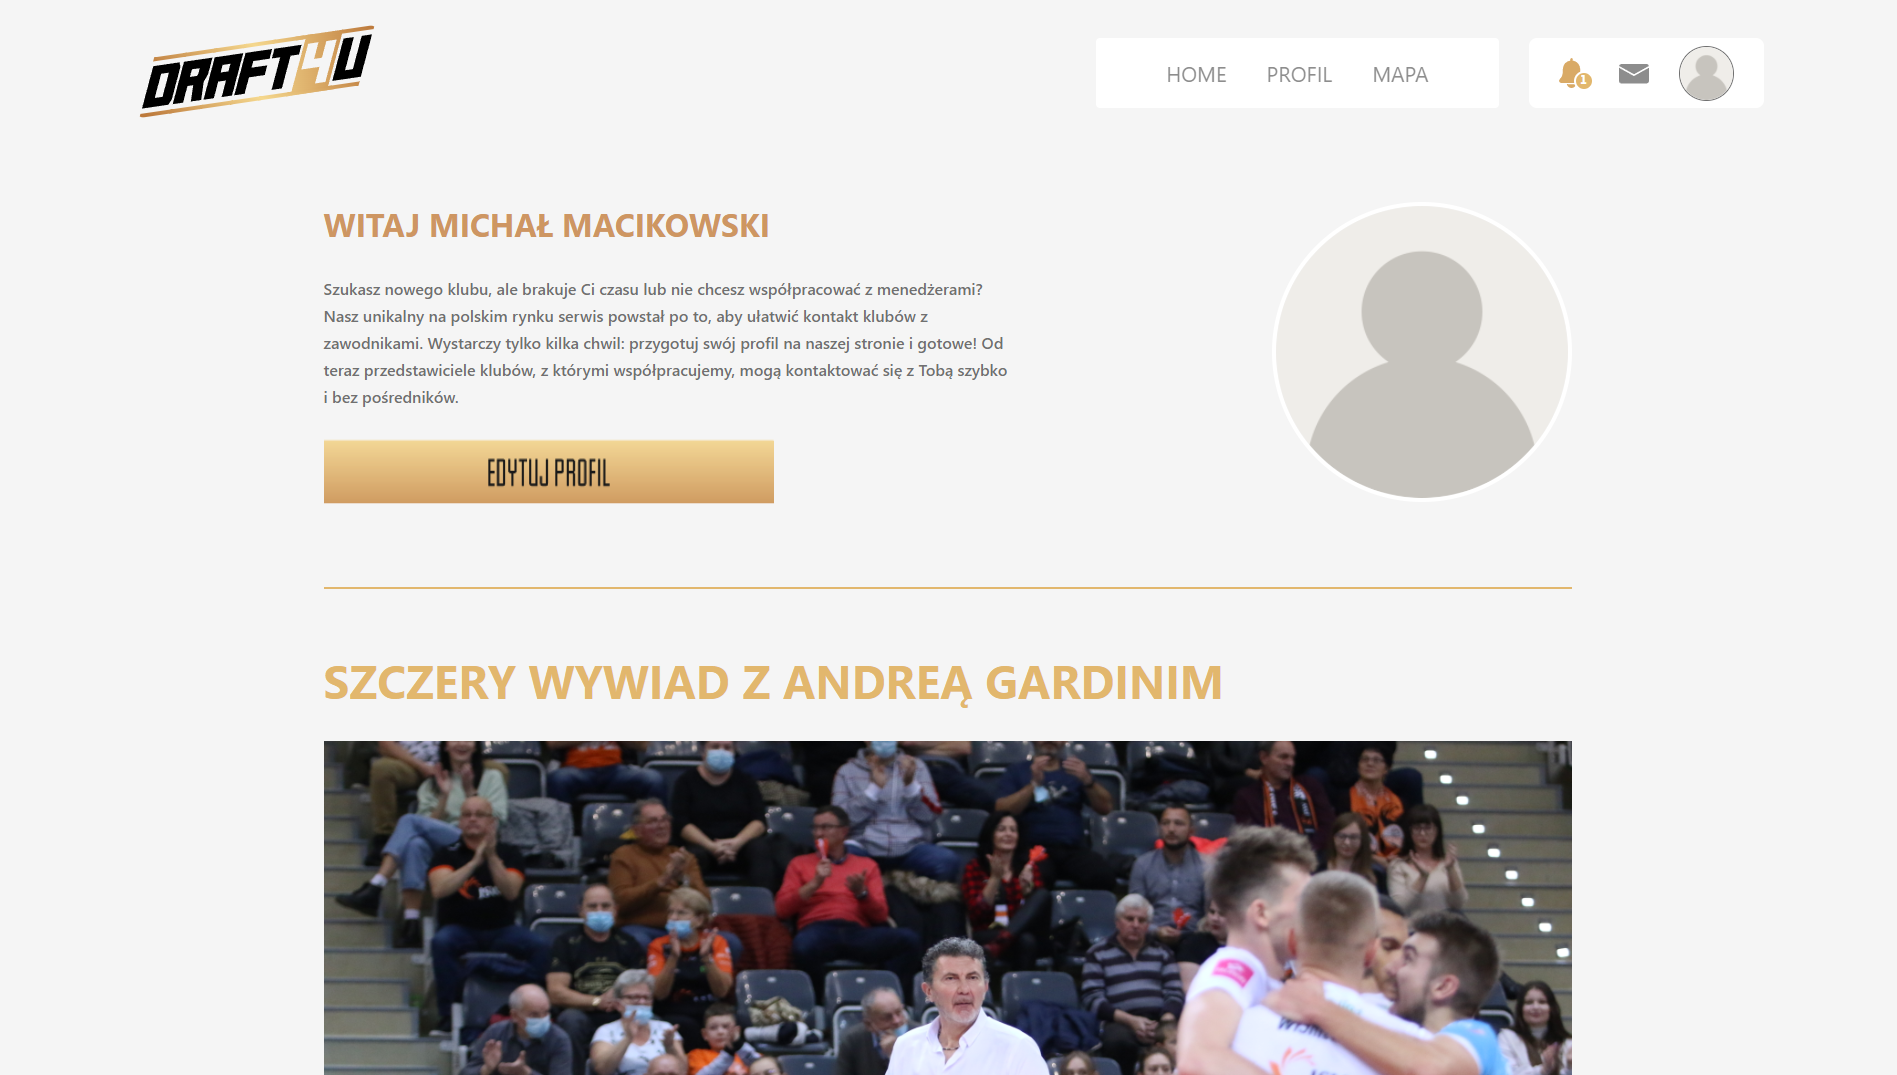 DRAFT4U
HOME PROFIL MAPA
1
WITAJ MICHAŁ MACIKOWSKI
Szukasz nowego klubu, ale brakuje Ci czasu lub nie chcesz współpracować z menedżerami?
Nasz unikalny na polskim rynku serwis powstał po to, aby ułatwić kontakt klubów z
zawodnikami. Wystarczy tylko kilka chwil: przygotuj swój profil na naszej stronie i gotowe! Od
teraz przedstawiciele klubów, z którymi współpracujemy, mogą kontaktować się z Tobą szybko
i bez pośredników.
EDYTUJ PROFIL
SZCZERY WYWIAD Z ANDREĄ GARDINIM